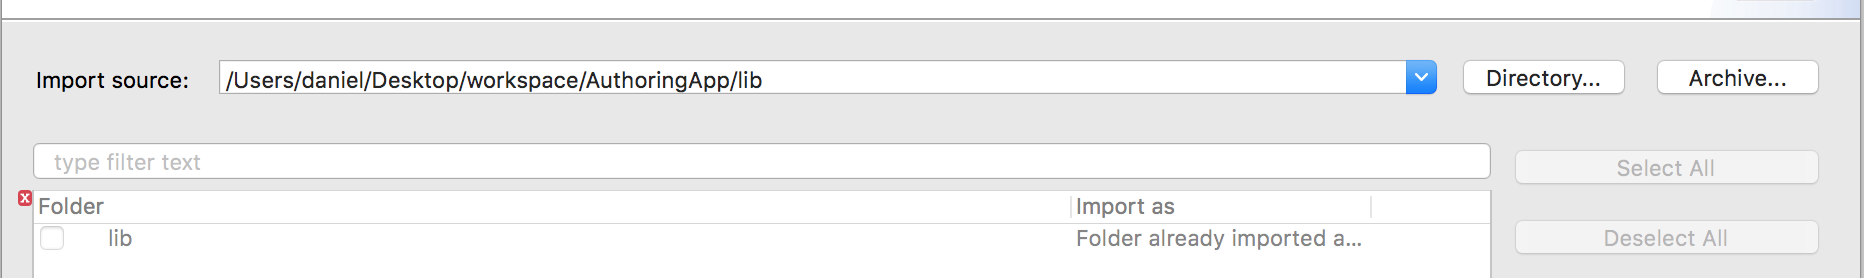 Import source: /Users/daniel/Desktop/workspace/AuthoringApp/lib Directory... Archive...
type filter text Select All
Folder Import as
lib Folder already imported a... Deselect All